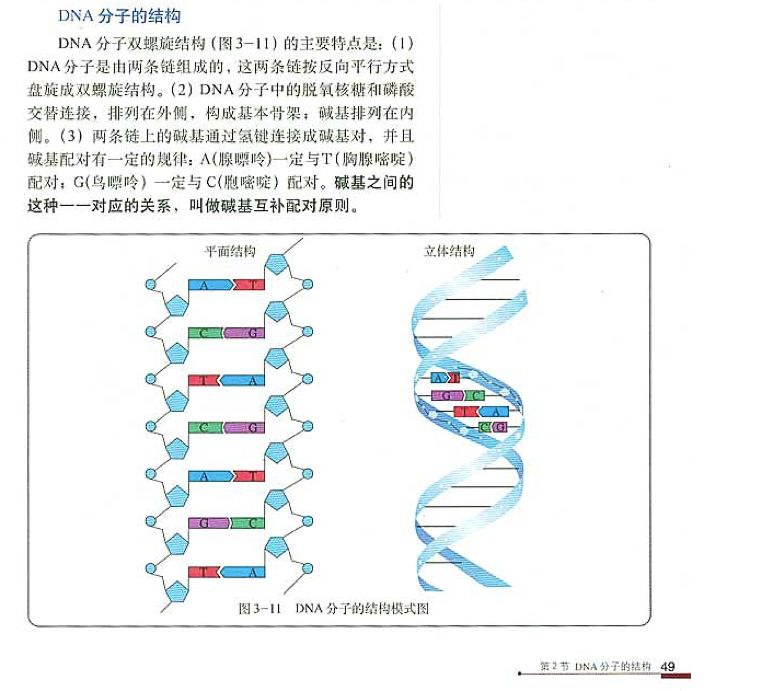 DNA 分子的结构
DNA 分子双螺旋结构(图3-11)的主要特点是:(1)
DNA分子是由两条链组成的,这两条链按反向平行方式
盘旋成双螺旋结构。(2)DNA分子中的脱氧核糖和磷酸
交替连接,排列在外侧,构成基本骨架;碱基排列在内
侧。(3)两条链上的碱基通过氢键连接成碱基对,并且
碱基配对有一定的规律:A(腺嘌呤)一定与T(胸腺嘧啶)
配对;G(鸟嘌呤)一定与C(胞嘧啶)配对。碱基之间的
这种一一对应的关系,叫做碱基互补配对原则。
平面结构
立体结构
A T
C G
T A
C G
A T
G C
T A
A T
G C
T A
C G
图3-11 DNA 分子的结构模式图
第2节 DNA分子的结构 49